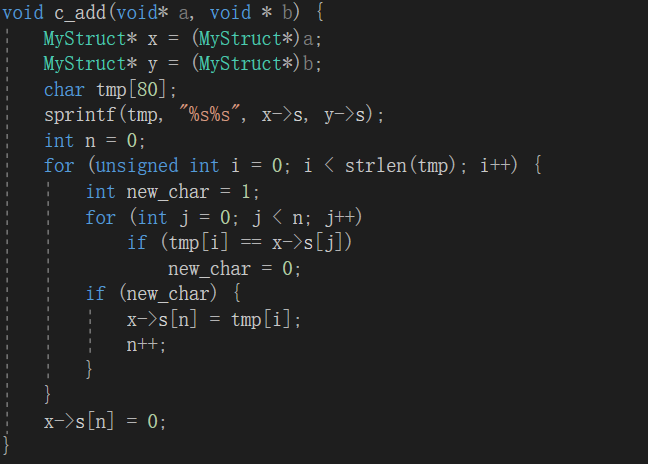 void c_add(void* a, void * b) {
    MyStruct* x = (MyStruct*)a;
    MyStruct* y = (MyStruct*)b;
    char tmp[80];
    sprintf(tmp, "%s%s", x->s, y->s);
    int n = 0;
    for (unsigned int i = 0; i < strlen(tmp); i++) {
        int new_char = 1;
        for (int j = 0; j < n; j++)
            if (tmp[i] == x->s[j])
                new_char = 0;
        if (new_char) {
            x->s[n] = tmp[i];
            n++;
        }
    }
    x->s[n] = 0;
}